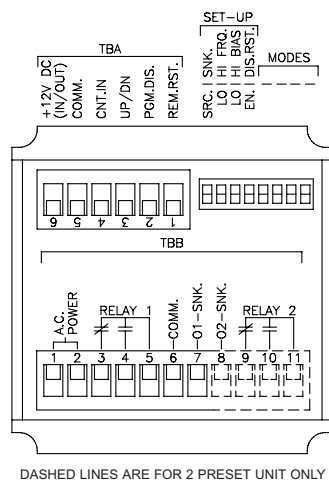 SET-UP
TBA
MODES
+12V DC
(IN/OUT)
COMM.
CNT.IN
UP/DN
PGM.DIS.
REM.RST.
SRC. SNK.
LO HI FRQ.
LO HI BIAS
EN. DIS.RST.
6 5 4 3 2 1
TBB
A.C.
POWER
RELAY 1
COMM.
O1-SNK.
O2-SNK.
RELAY 2
1 2 3 4 5 6 7 8 9 10 11
DASHED LINES ARE FOR 2 PRESET UNIT ONLY